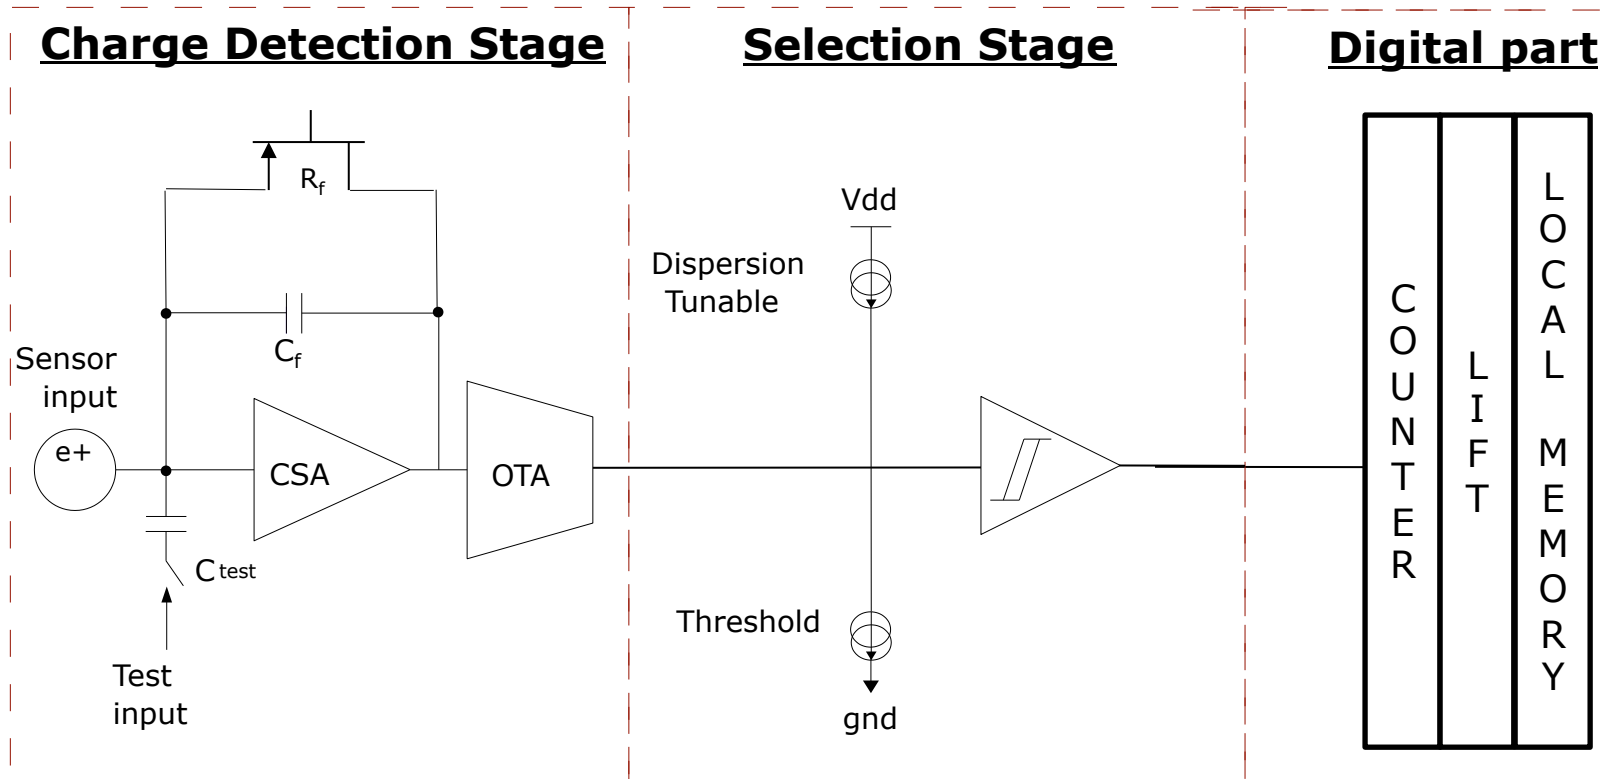 Charge Detection Stage
Selection Stage
Digital part
Rf
Cf
Sensor
input
e+
CSA
OTA
C test
Test
input
Vdd
Dispersion
Tunable
Threshold
gnd
COUNTER
LIFT
LOCAL MEMORY